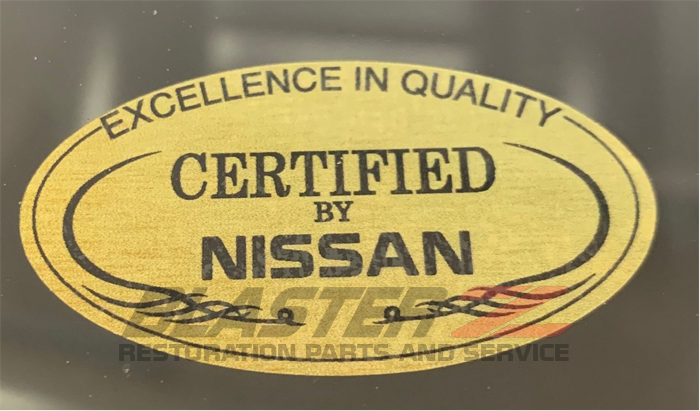 EXCELLENCE IN QUALITY
CERTIFIED
BY
NISSAN
BLASTER Z
RESTORATION PARTS AND SERVICE